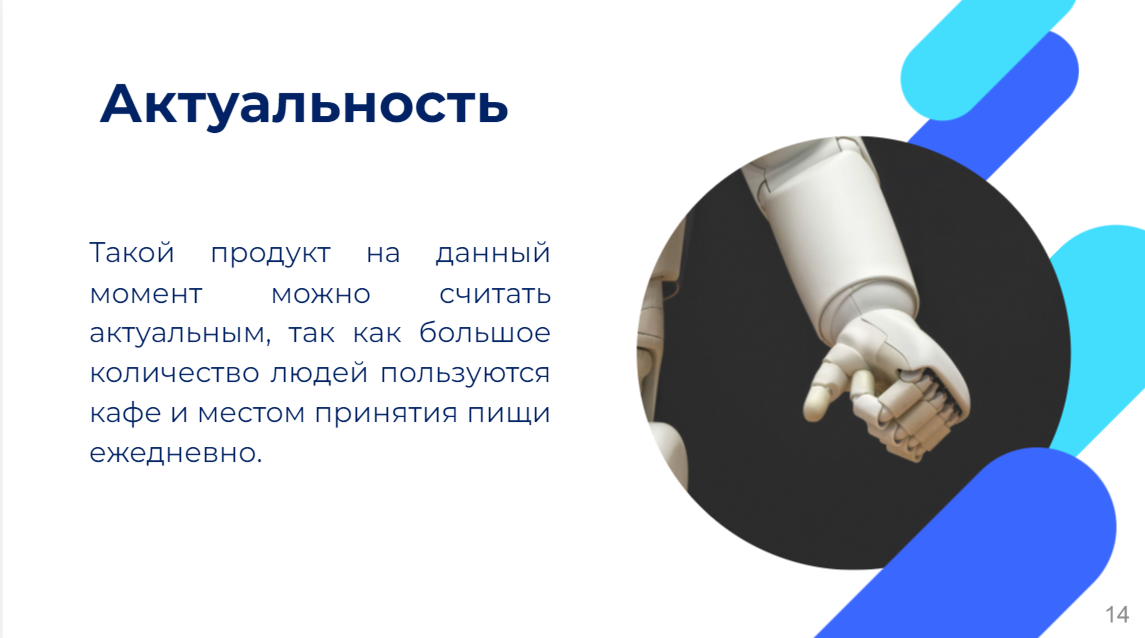 Актуальность
Такой продукт на данный
момент можно считать
актуальным, так как большое
количество людей пользуются
кафе и местом принятия пищи
ежедневно.
14